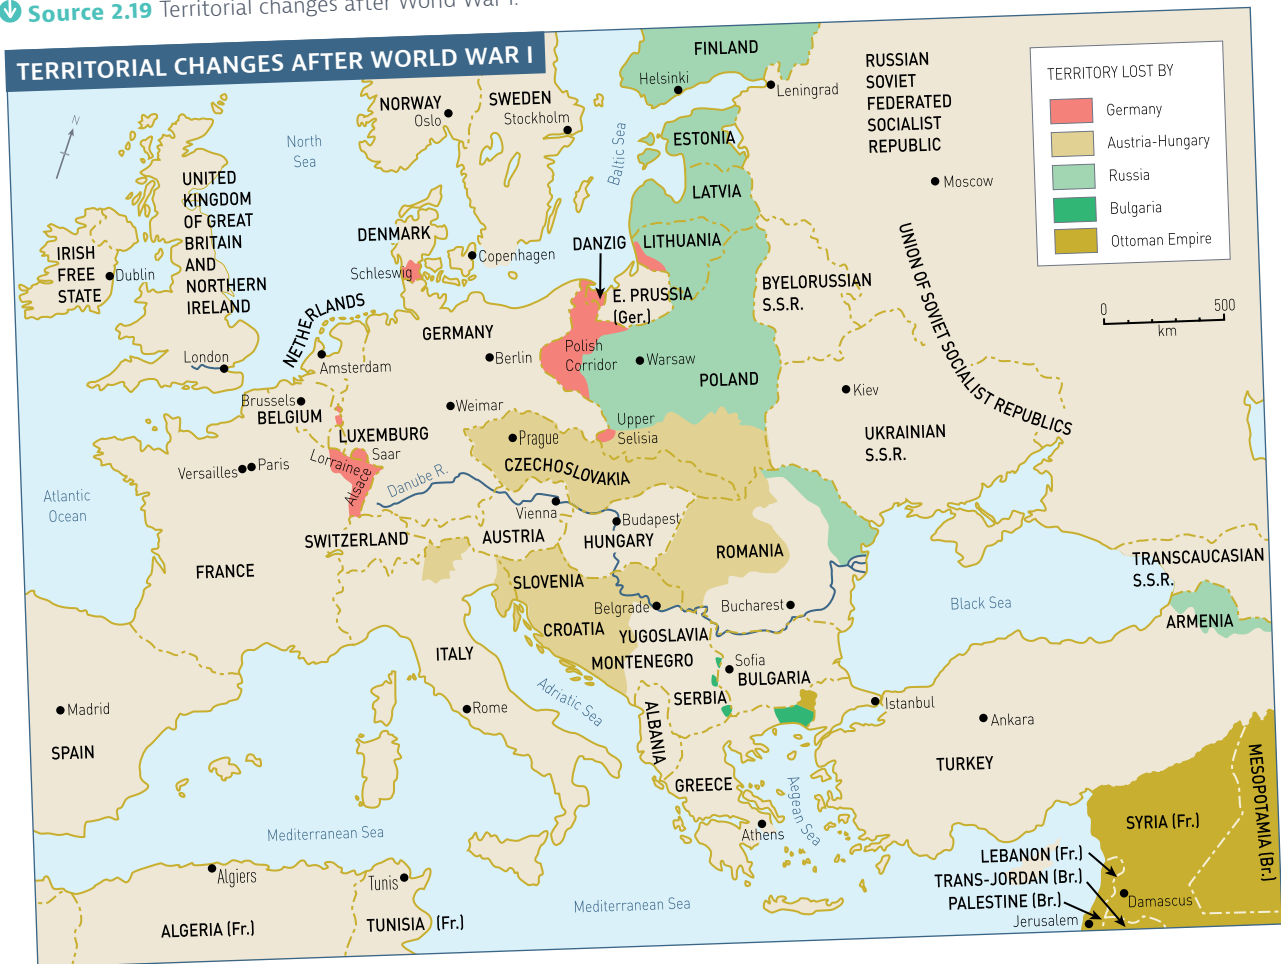 Source 2.19 Territorial changes after World War I.
TERRITORIAL CHANGES AFTER WORLD WAR I
N
TERRITORY LOST BY
Germany
Austria-Hungary
Russia
Bulgaria
Ottoman Empire
0
500
km
FINLAND
Helsinki
Leningrad
RUSSIAN
SOVIET
FEDERATED
SOCIALIST
REPUBLIC
Moscow
NORWAY
Oslo
SWEDEN
Stockholm
North
Sea
Baltic Sea
ESTONIA
LATVIA
LITHUANIA
UNITED
KINGDOM
OF GREAT
BRITAIN
AND
NORTHERN
IRELAND
IRISH
FREE
STATE
Dublin
London
DENMARK
Schleswig
Copenhagen
DANZIG
E. PRUSSIA
(Ger.)
BYELORUSSIAN
S.S.R.
UNION OF SOVIET SOCIALIST REPUBLICS
NETHERLANDS
Amsterdam
GERMANY
Berlin
Polish
Corridor
Warsaw
POLAND
Kiev
Brussels
BELGIUM
Weimar
LUXEMBURG
Saar
Lorraine
Alsace
Upper
Selisia
UKRAINIAN
S.S.R.
Prague
CZECHOSLOVAKIA
Versailles
Paris
Danube R.
Atlantic
Ocean
Vienna
Budapest
SWITZERLAND
AUSTRIA
HUNGARY
ROMANIA
FRANCE
SLOVENIA
Belgrade
Bucharest
CROATIA
YUGOSLAVIA
TRANSCAUCASIAN
S.S.R.
Black Sea
ARMENIA
ITALY
MONTENEGRO
Sofia
BULGARIA
SERBIA
Adriatic Sea
Madrid
Rome
ALBANIA
Istanbul
Ankara
SPAIN
TURKEY
GREECE
Aegean Sea
Athens
MESOPOTAMIA (Br.)
SYRIA (Fr.)
Mediterranean Sea
LEBANON (Fr.)
TRANS-JORDAN (Br.)
PALESTINE (Br.)
Damascus
Jerusalem
Algiers
Tunis
Mediterranean Sea
ALGERIA (Fr.)
TUNISIA (Fr.)